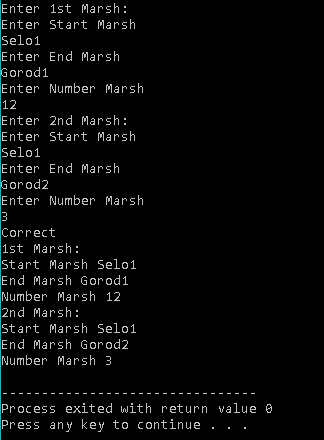 Enter 1st Marsh:
Enter Start Marsh
Selo1
Enter End Marsh
Gorod1
Enter Number Marsh
12
Enter 2nd Marsh:
Enter Start Marsh
Selo1
Enter End Marsh
Gorod2
Enter Number Marsh
3
Correct
1st Marsh:
Start Marsh Selo1
End Marsh Gorod1
Number Marsh 12
2nd Marsh:
Start Marsh Selo1
End Marsh Gorod2
Number Marsh 3
--------------------------------
Process exited with return value 0
Press any key to continue . . .